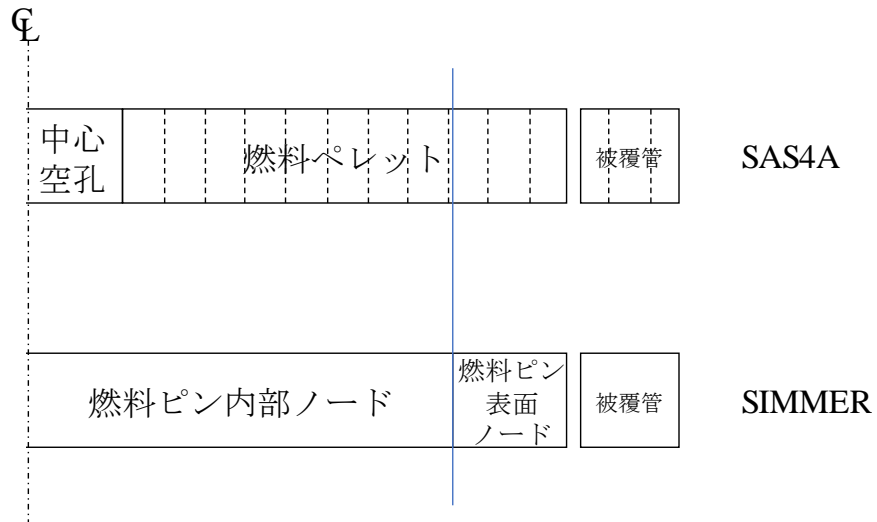 ℄
中心
空孔
燃料ペレット
被覆管
SAS4A
燃料ピン内部ノード
燃料ピン
表面
ノード
被覆管
SIMMER